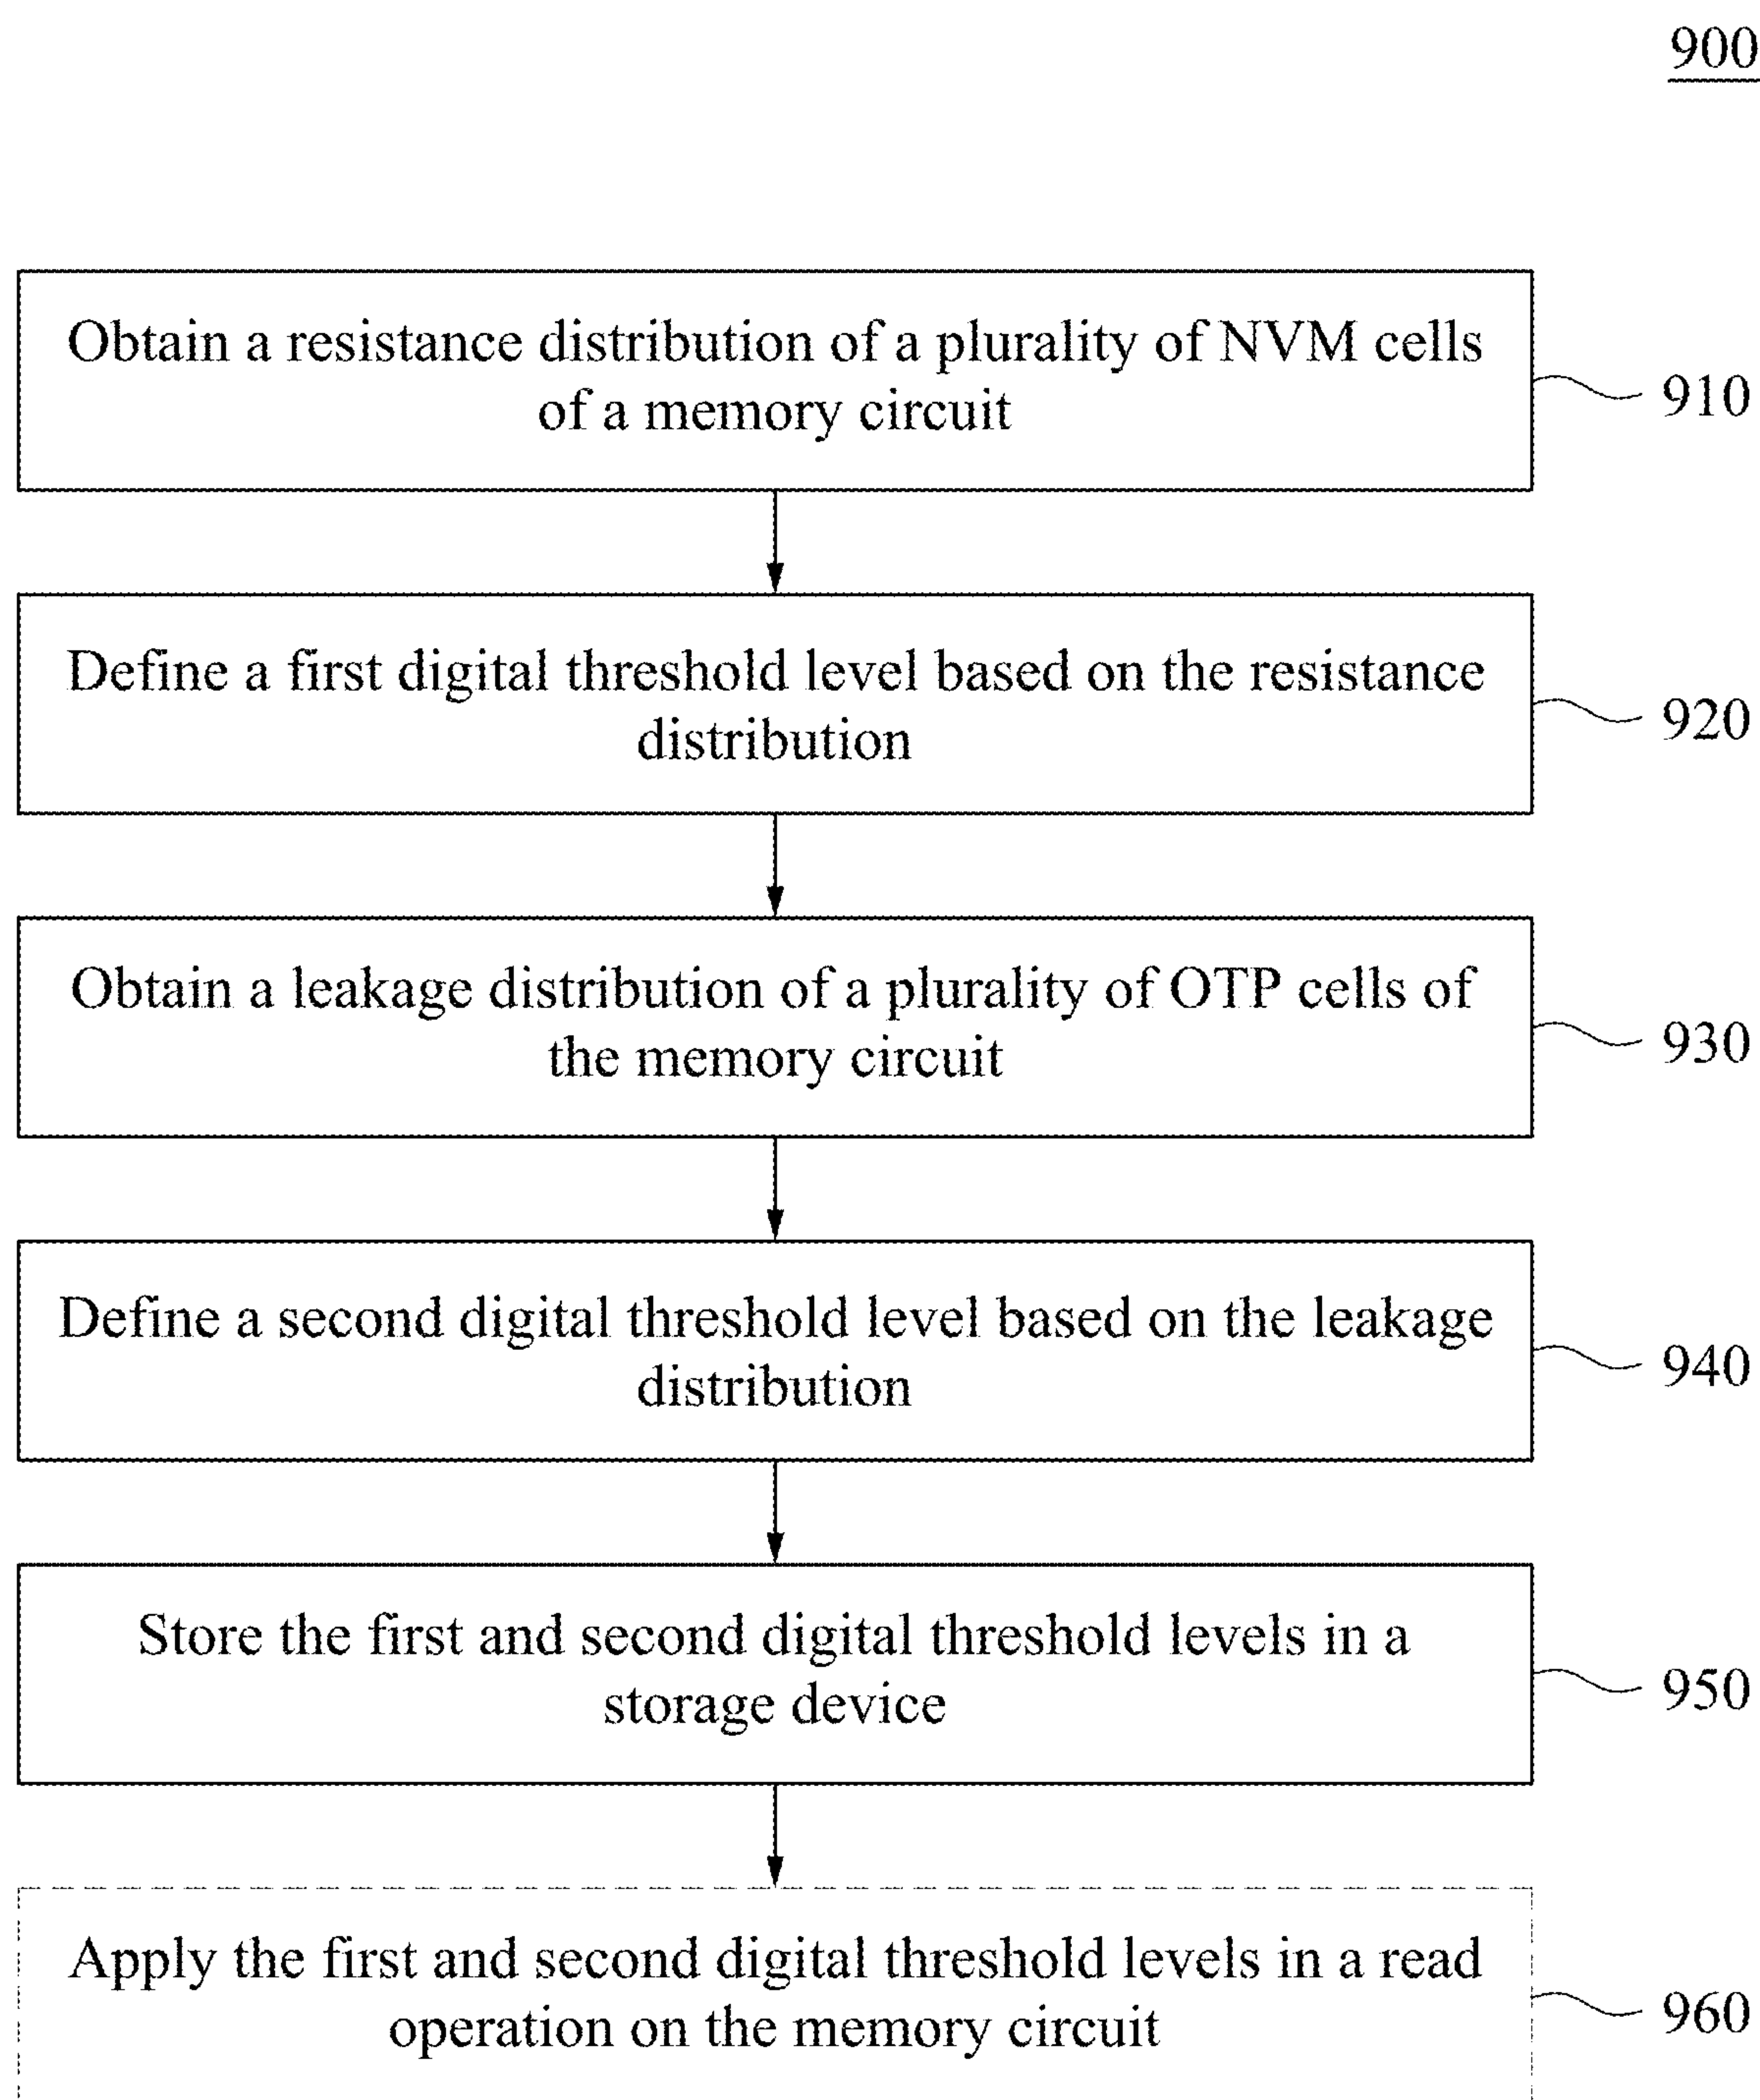 900
Obtain a resistance distribution of a plurality of NVM cells
of a memory circuit
910
Define a first digital threshold level based on the resistance
distribution
920
Obtain a leakage distribution of a plurality of OTP cells of
the memory circuit
930
Define a second digital threshold level based on the leakage
distribution
940
Store the first and second digital threshold levels in a
storage device
950
Apply the first and second digital threshold levels in a read
operation on the memory circuit
960